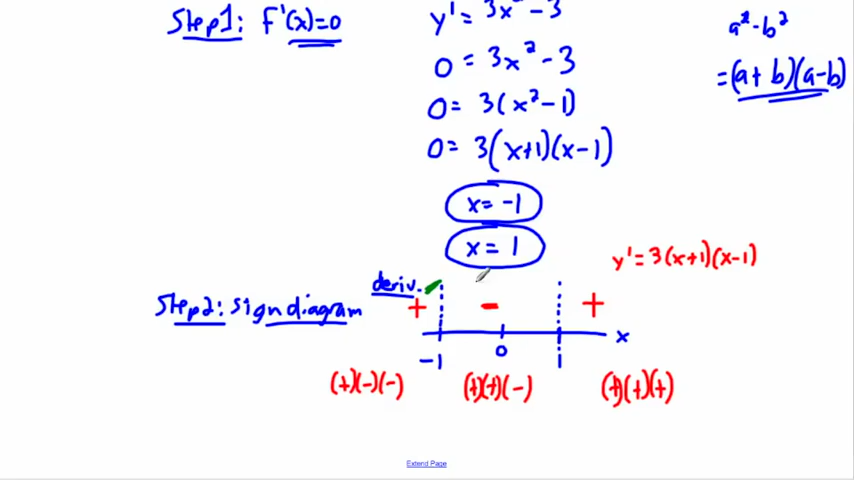 Step1: f'(x)=0
y' = 3x² - 3
0 = 3x² - 3
0 = 3(x² - 1)
0 = 3(x+1)(x-1)
x = -1
x = 1
a² - b²
= (a+b)(a-b)
y' = 3(x+1)(x-1)
Step2: sign diagram
deriv.
+ - +
-1 0 1 x
(+)(-)(-) (+)(+)(-) (+)(+)(+)
Extend Page